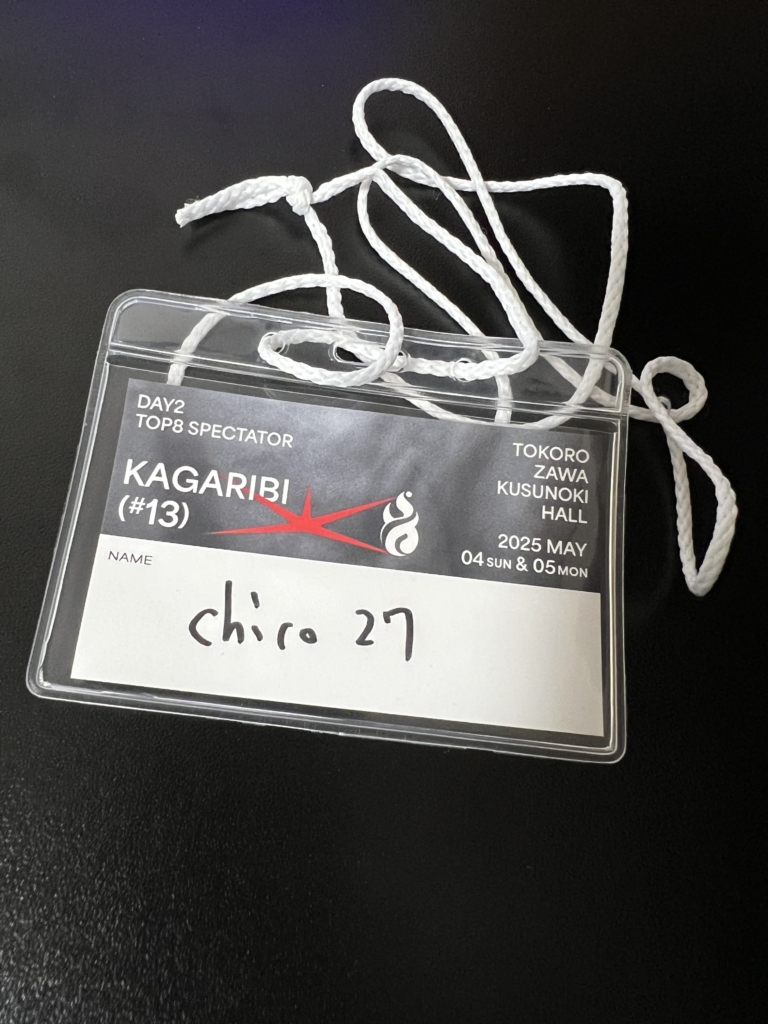 DAY2
TOP8 SPECTATOR
KAGARIBI
(#13)
TOKORO
ZAWA
KUSUNOKI
HALL
2025 MAY
04 SUN & 05 MON
NAME
chiro 27